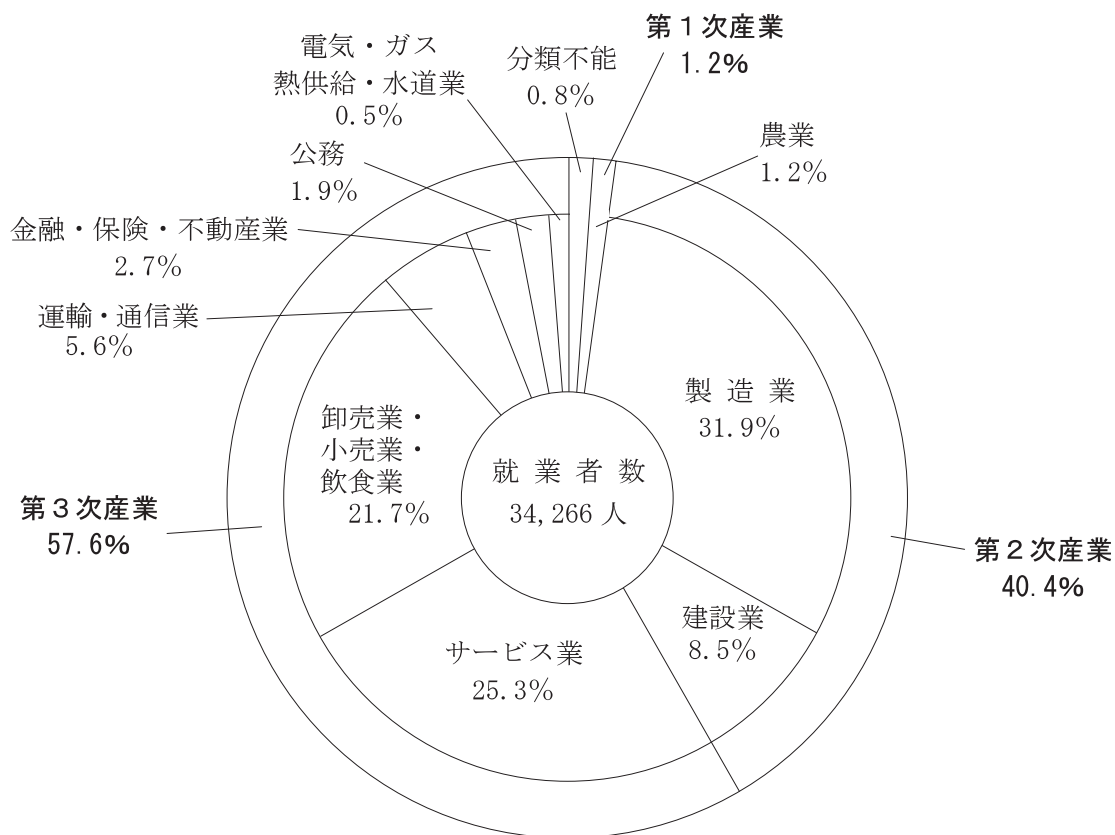 電気・ガス
熱供給・水道業
0.5%
分類不能
0.8%
第1次産業
1.2%
農業
1.2%
公務
1.9%
金融・保険・不動産業
2.7%
運輸・通信業
5.6%
製造業
31.9%
卸売業・
小売業・
飲食業
21.7%
就業者数
34,266人
第3次産業
57.6%
第2次産業
40.4%
建設業
8.5%
サービス業
25.3%